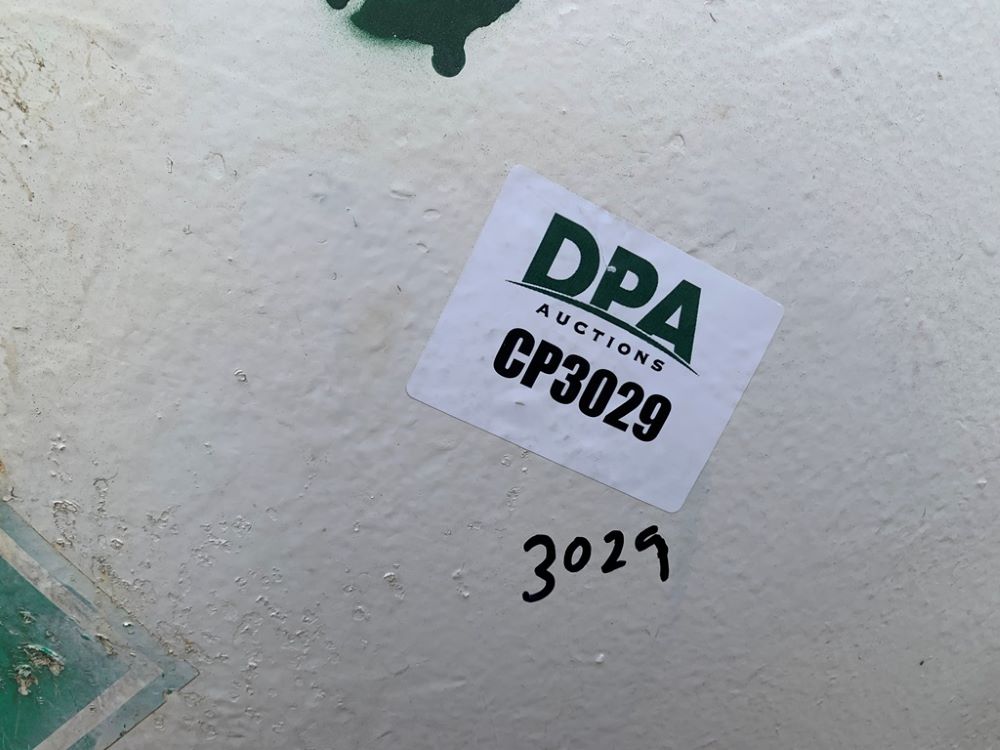 DPA
AUCTIONS
CP3029
3029